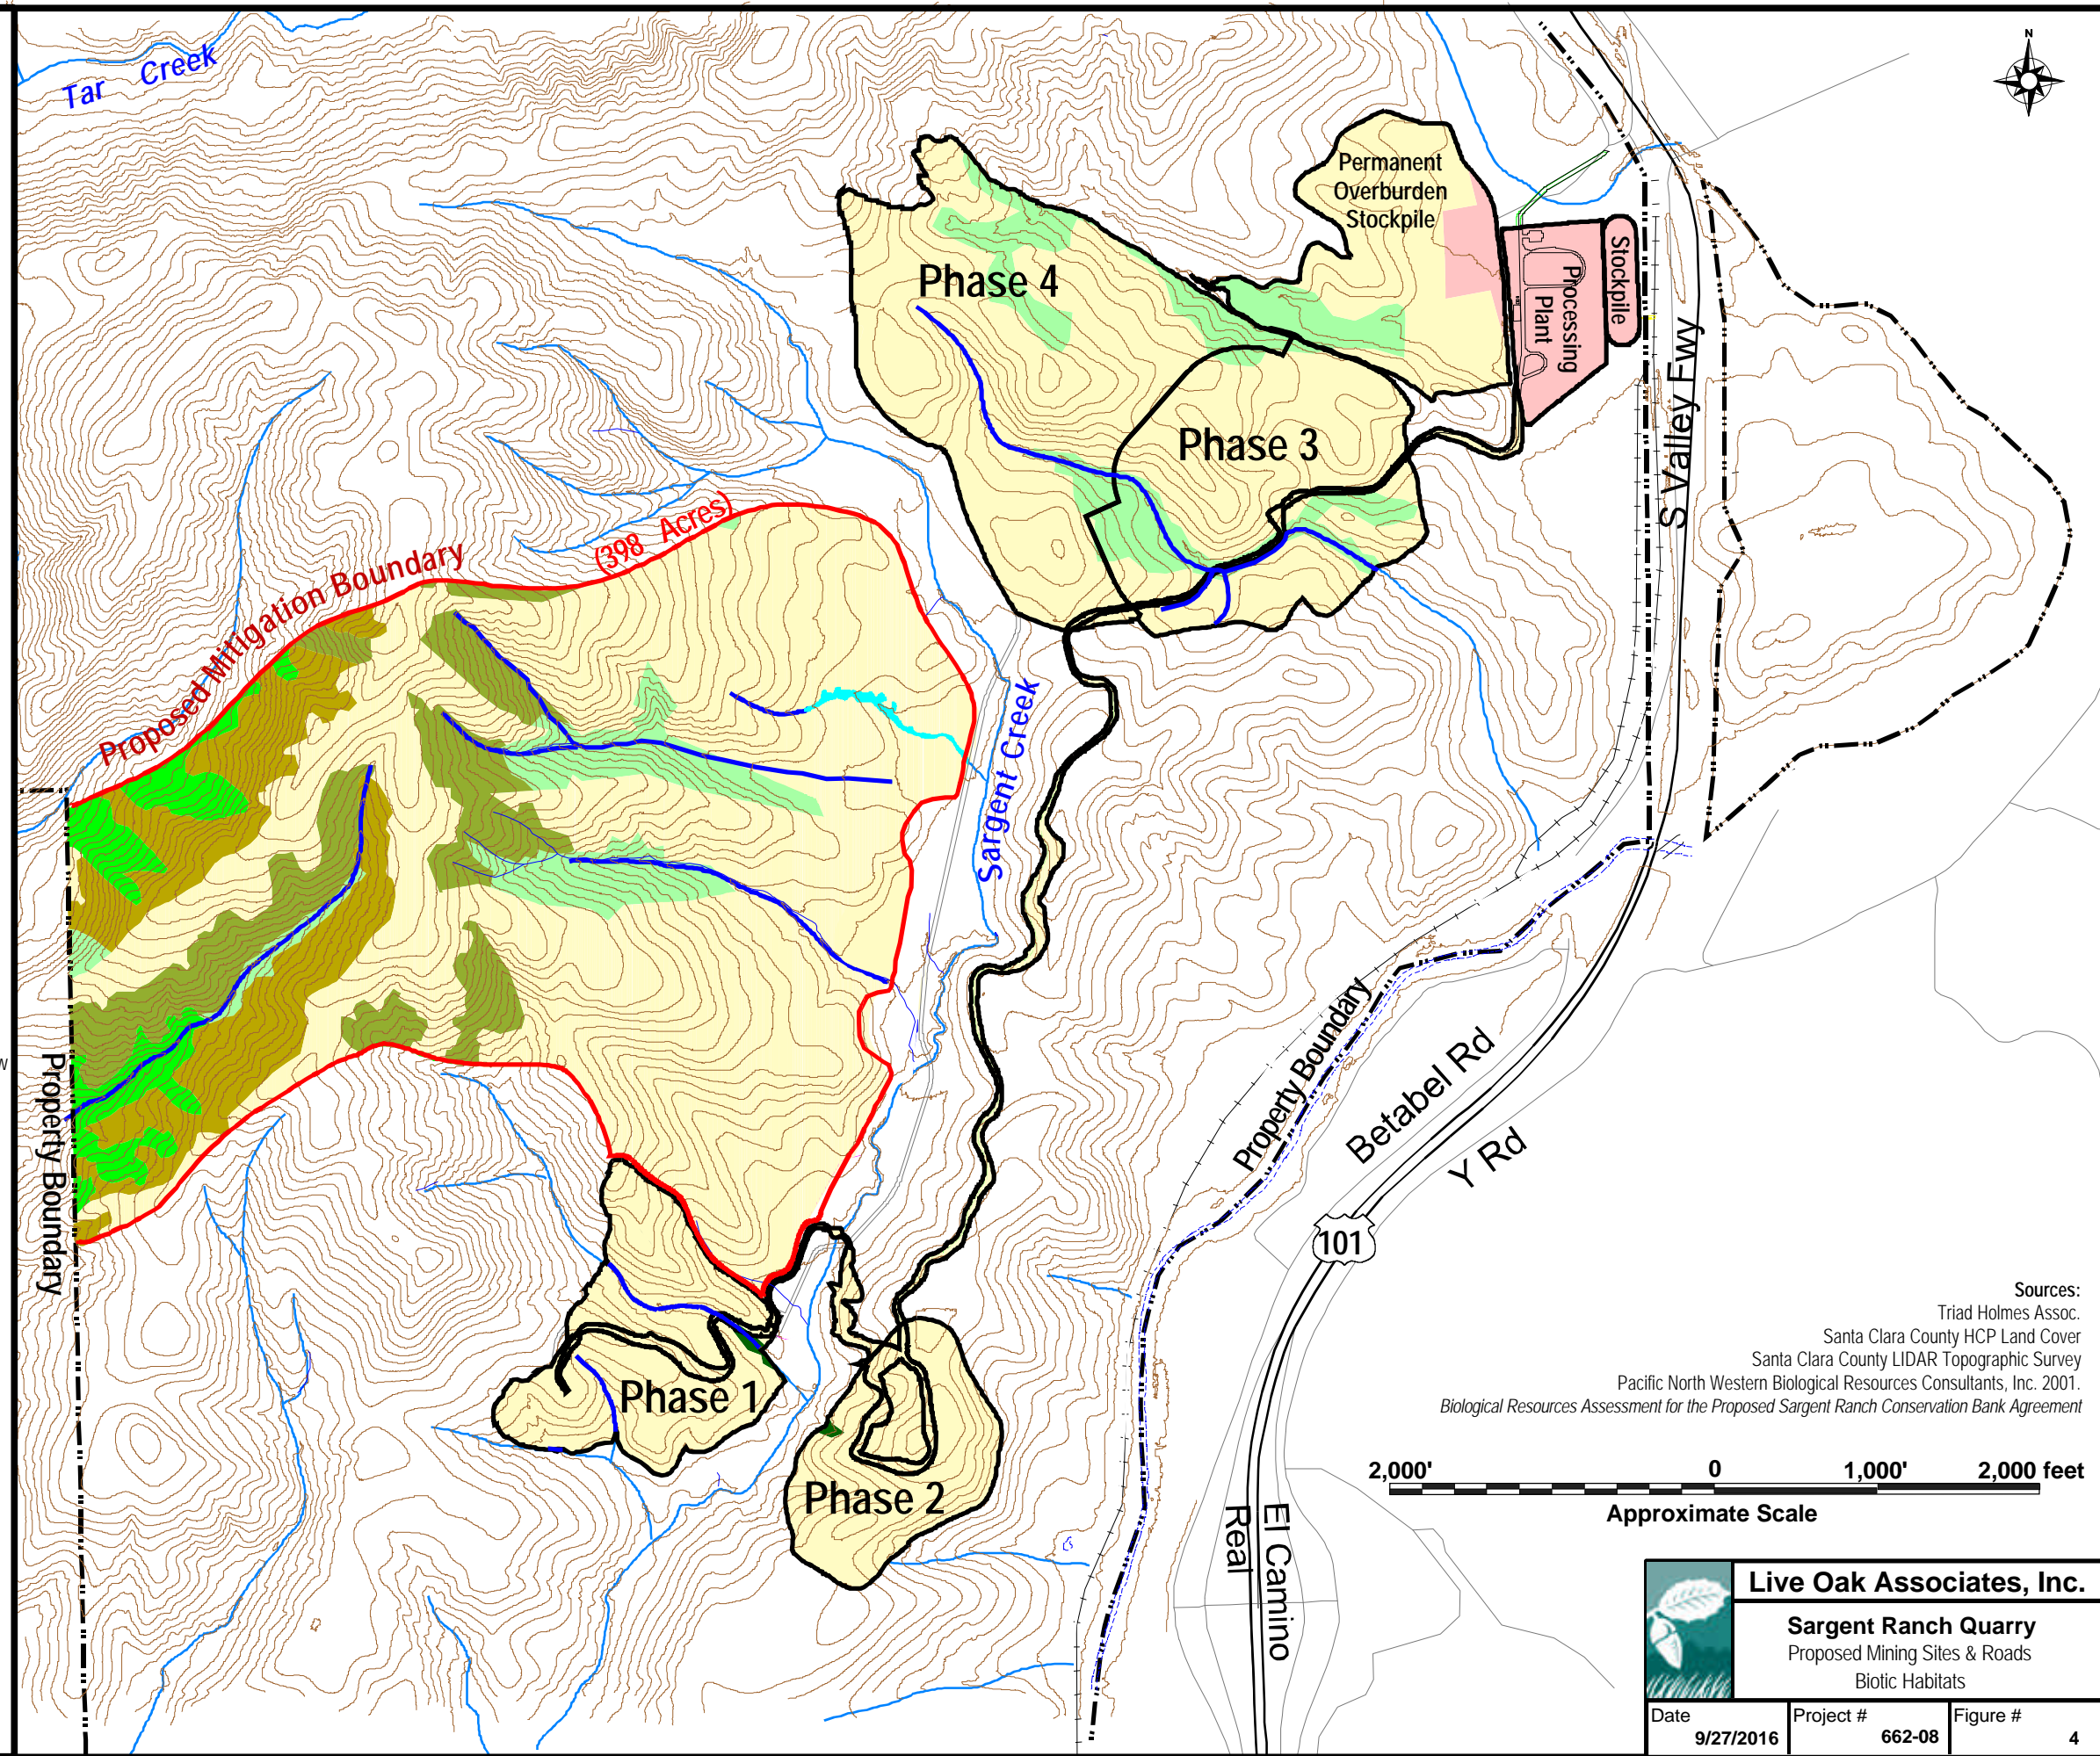 N
Tar Creek
Permanent
Overburden
Stockpile
Phase 4
Stockpile
Processing
Plant
S Valley Fwy
Phase 3
(398 Acres)
Proposed Mitigation Boundary
Sargent Creek
Property Boundary
Property Boundary
Betabel Rd
Y Rd
W
101
Phase 1
Phase 2
El Camino
Real
Sources:
Triad Holmes Assoc.
Santa Clara County HCP Land Cover
Santa Clara County LIDAR Topographic Survey
Pacific North Western Biological Resources Consultants, Inc. 2001.
Biological Resources Assessment for the Proposed Sargent Ranch Conservation Bank Agreement
2,000' 0 1,000' 2,000 feet
Approximate Scale
Live Oak Associates, Inc.
Sargent Ranch Quarry
Proposed Mining Sites & Roads
Biotic Habitats
Date Project # Figure #
9/27/2016 662-08 4